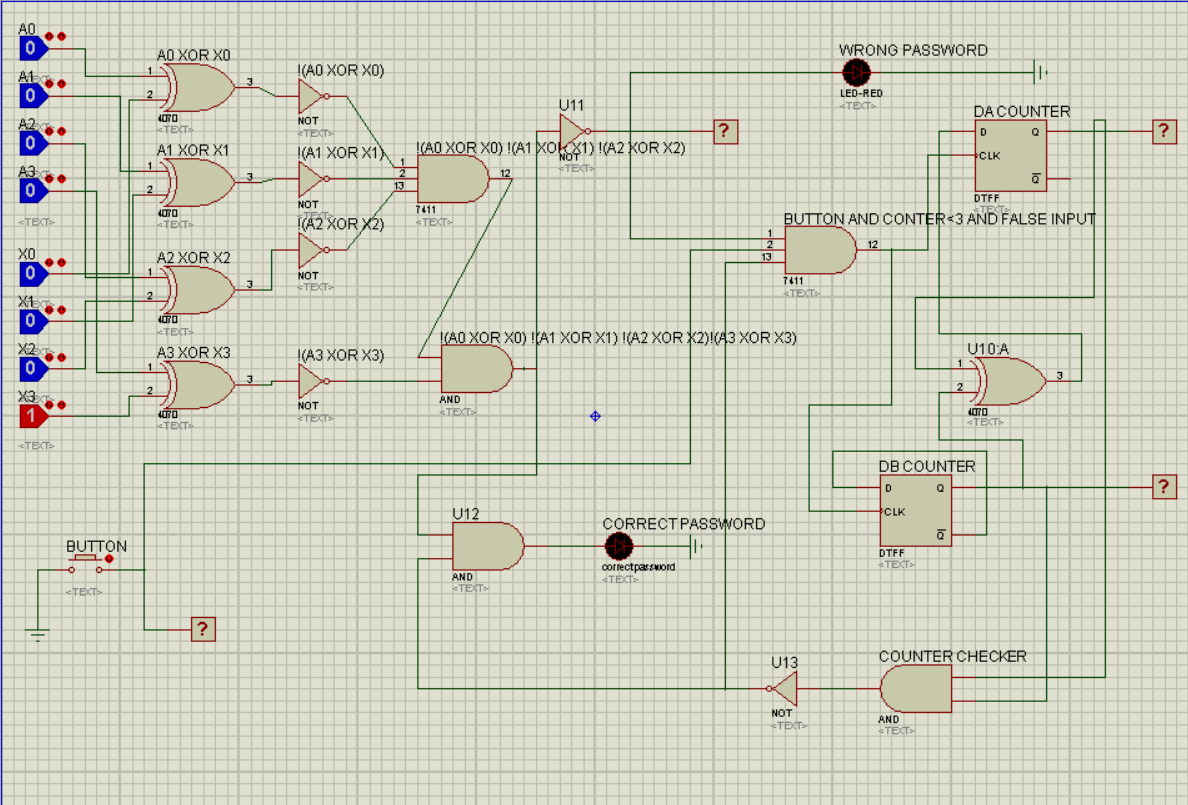 A0
0
A1
0
A2
0
A3
0
<TEXT>
X0
0
X1
0
X2
0
X3
1
<TEXT>
A0 XOR X0
1
2
3
4070
<TEXT>
A1 XOR X1
1
2
3
4070
<TEXT>
A2 XOR X2
1
2
3
4070
<TEXT>
A3 XOR X3
1
2
3
4070
<TEXT>
!(A0 XOR X0)
NOT
<TEXT>
!(A1 XOR X1)
NOT
<TEXT>
!(A2 XOR X2)
NOT
<TEXT>
!(A3 XOR X3)
NOT
<TEXT>
!(A0 XOR X0) !(A1 XOR X1) !(A2 XOR X2)
1
2
13
12
7411
<TEXT>
!(A0 XOR X0) !(A1 XOR X1) !(A2 XOR X2)!(A3 XOR X3)
AND
<TEXT>
U11
NOT
<TEXT>
?
WRONG PASSWORD
LED-RED
<TEXT>
DA COUNTER
D
Q
CLK
Q
DTFF
<TEXT>
?
BUTTON AND CONTER<3 AND FALSE INPUT
1
2
13
12
7411
<TEXT>
U10:A
1
2
3
4070
<TEXT>
DB COUNTER
D
Q
CLK
Q
DTFF
<TEXT>
?
U12
AND
<TEXT>
CORRECT PASSWORD
correctpassword
<TEXT>
BUTTON
<TEXT>
?
U13
NOT
<TEXT>
COUNTER CHECKER
AND
<TEXT>